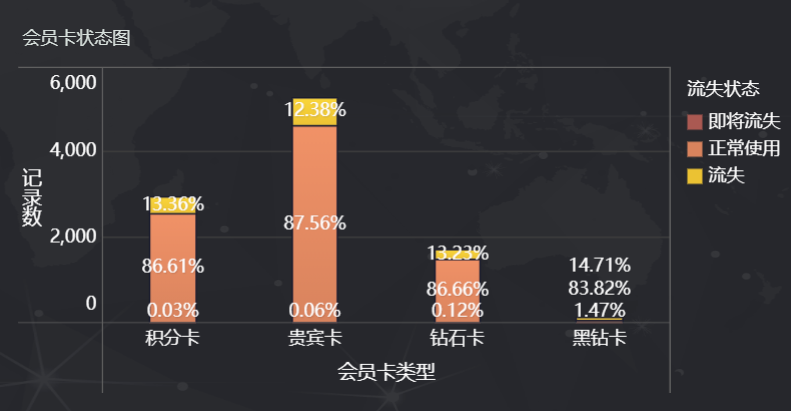 会员卡状态图
6,000
4,000
2,000
0
记录数
12.38%
87.56%
0.06%
13.36%
86.61%
0.03%
13.23%
86.66%
0.12%
14.71%
83.82%
1.47%
积分卡
贵宾卡
钻石卡
黑钻卡
会员卡类型
流失状态
即将流失
正常使用
流失